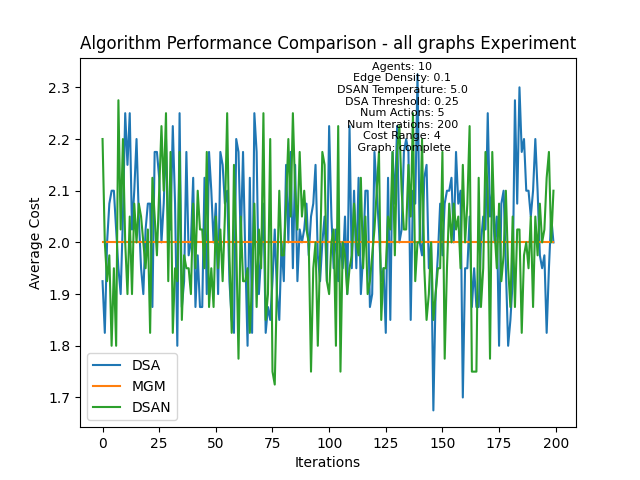 Algorithm Performance Comparison - all graphs Experiment
Agents: 10
Edge Density: 0.1
DSAN Temperature: 5.0
DSA Threshold: 0.25
Num Actions: 5
Num Iterations: 200
Cost Range: 4
Graph: complete
Average Cost
2.3
2.2
2.1
2.0
1.9
1.8
1.7
DSA
MGM
DSAN
0 25 50 75 100 125 150 175 200
Iterations